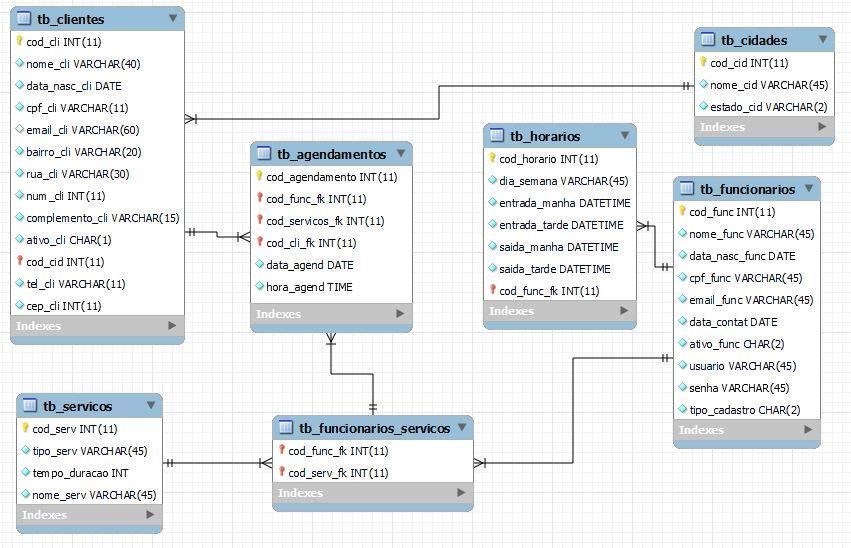 tb_clientes
cod_cli INT(11)
nome_cli VARCHAR(40)
data_nasc_cli DATE
cpf_cli VARCHAR(11)
email_cli VARCHAR(60)
bairro_cli VARCHAR(20)
rua_cli VARCHAR(30)
num_cli INT(11)
complemento_cli VARCHAR(15)
ativo_cli CHAR(1)
cod_cid INT(11)
tel_cli VARCHAR(11)
cep_cli INT(11)
Indexes
tb_cidades
cod_cid INT(11)
nome_cid VARCHAR(45)
estado_cid VARCHAR(2)
Indexes
tb_agendamentos
cod_agendamento INT(11)
cod_func_fk INT(11)
cod_servicos_fk INT(11)
cod_cli_fk INT(11)
data_agend DATE
hora_agend TIME
Indexes
tb_horarios
cod_horario INT(11)
dia_semana VARCHAR(45)
entrada_manha DATETIME
entrada_tarde DATETIME
saida_manha DATETIME
saida_tarde DATETIME
cod_func_fk INT(11)
Indexes
tb_funcionarios
cod_func INT(11)
nome_func VARCHAR(45)
data_nasc_func DATE
cpf_func VARCHAR(45)
email_func VARCHAR(45)
data_contat DATE
ativo_func CHAR(2)
usuario VARCHAR(45)
senha VARCHAR(45)
tipo_cadastro CHAR(2)
Indexes
tb_servicos
cod_serv INT(11)
tipo_serv VARCHAR(45)
tempo_duracao INT
nome_serv VARCHAR(45)
Indexes
tb_funcionarios_servicos
cod_func_fk INT(11)
cod_serv_fk INT(11)
Indexes